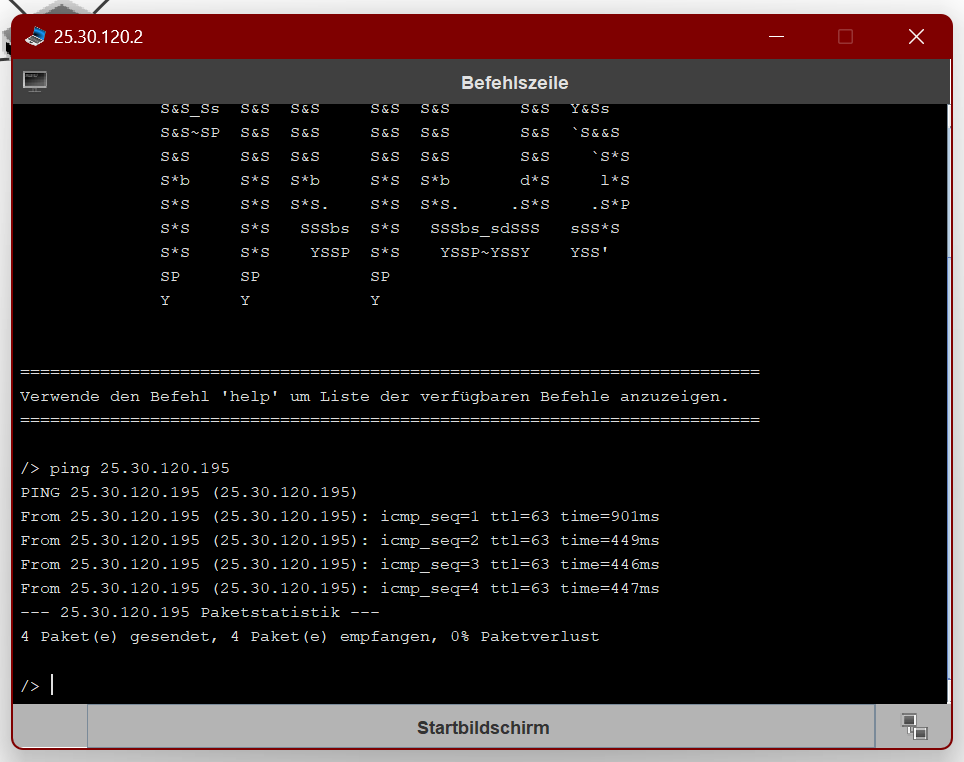 25.30.120.2
Befehlszeile
S&S_Ss  S&S  S&S     S&S  S&S       S&S  Y&Ss
S&S~SP  S&S  S&S     S&S  S&S       S&S  `S&&S
S&S     S&S  S&S     S&S  S&S       S&S    `S*S
S*b     S*S  S*b     S*S  S*b       d*S     l*S
S*S     S*S  S*S.    S*S  S*S.     .S*S    .S*P
S*S     S*S   SSSbs  S*S   SSSbs_sdSSS   sSS*S
S*S     S*S    YSSP  S*S    YSSP~YSSY    YSS'
SP      SP           SP
Y       Y            Y
==========================================================================
Verwende den Befehl 'help' um Liste der verfügbaren Befehle anzuzeigen.
==========================================================================
/> ping 25.30.120.195
PING 25.30.120.195 (25.30.120.195)
From 25.30.120.195 (25.30.120.195): icmp_seq=1 ttl=63 time=901ms
From 25.30.120.195 (25.30.120.195): icmp_seq=2 ttl=63 time=449ms
From 25.30.120.195 (25.30.120.195): icmp_seq=3 ttl=63 time=446ms
From 25.30.120.195 (25.30.120.195): icmp_seq=4 ttl=63 time=447ms
--- 25.30.120.195 Paketstatistik ---
4 Paket(e) gesendet, 4 Paket(e) empfangen, 0% Paketverlust
/>
Startbildschirm